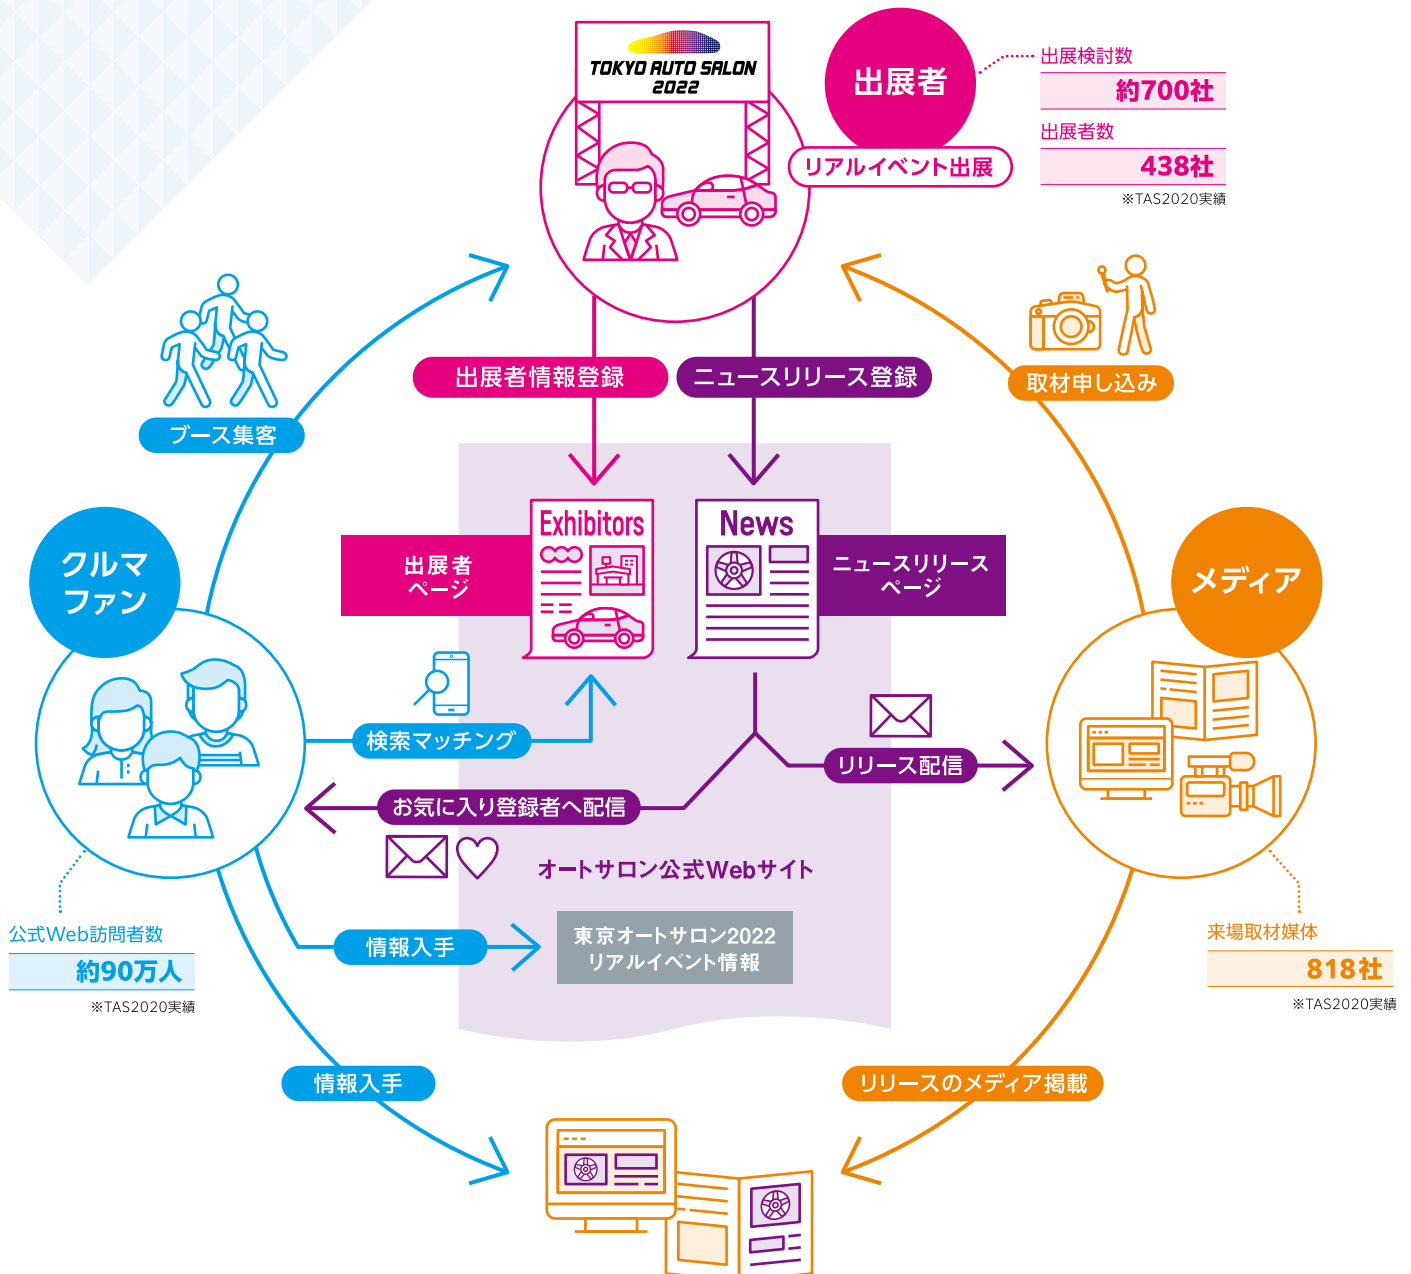 TOKYO AUTO SALON
2022
出展者
リアルイベント出展
出展検討数
約700社
出展者数
438社
※TAS2020実績
ブース集客
出展者情報登録
ニュースリリース登録
取材申し込み
クルマ
ファン
メディア
Exhibitors
News
出展者
ページ
ニュースリリース
ページ
検索マッチング
リリース配信
お気に入り登録者へ配信
オートサロン公式Webサイト
情報入手
東京オートサロン2022
リアルイベント情報
公式Web訪問者数
約90万人
※TAS2020実績
来場取材媒体
818社
※TAS2020実績
情報入手
リリースのメディア掲載